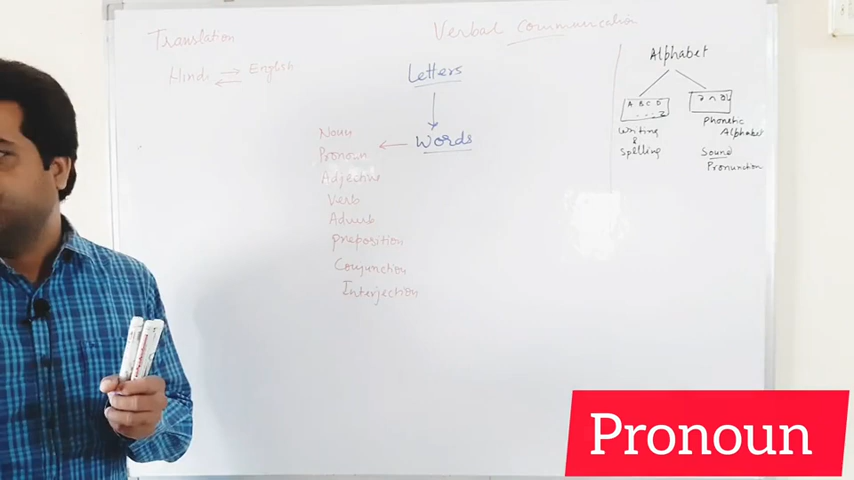 Translation
Hindi → English
Verbal Communication
Letters
Words
Noun
Pronoun
Adjective
Verb
Adverb
preposition
Conjunction
Interjection
Alphabet
A B C D
. . . Z
Writing
&
Spelling
Phonetic
Alphabet
Sound
Pronunction
Pronoun